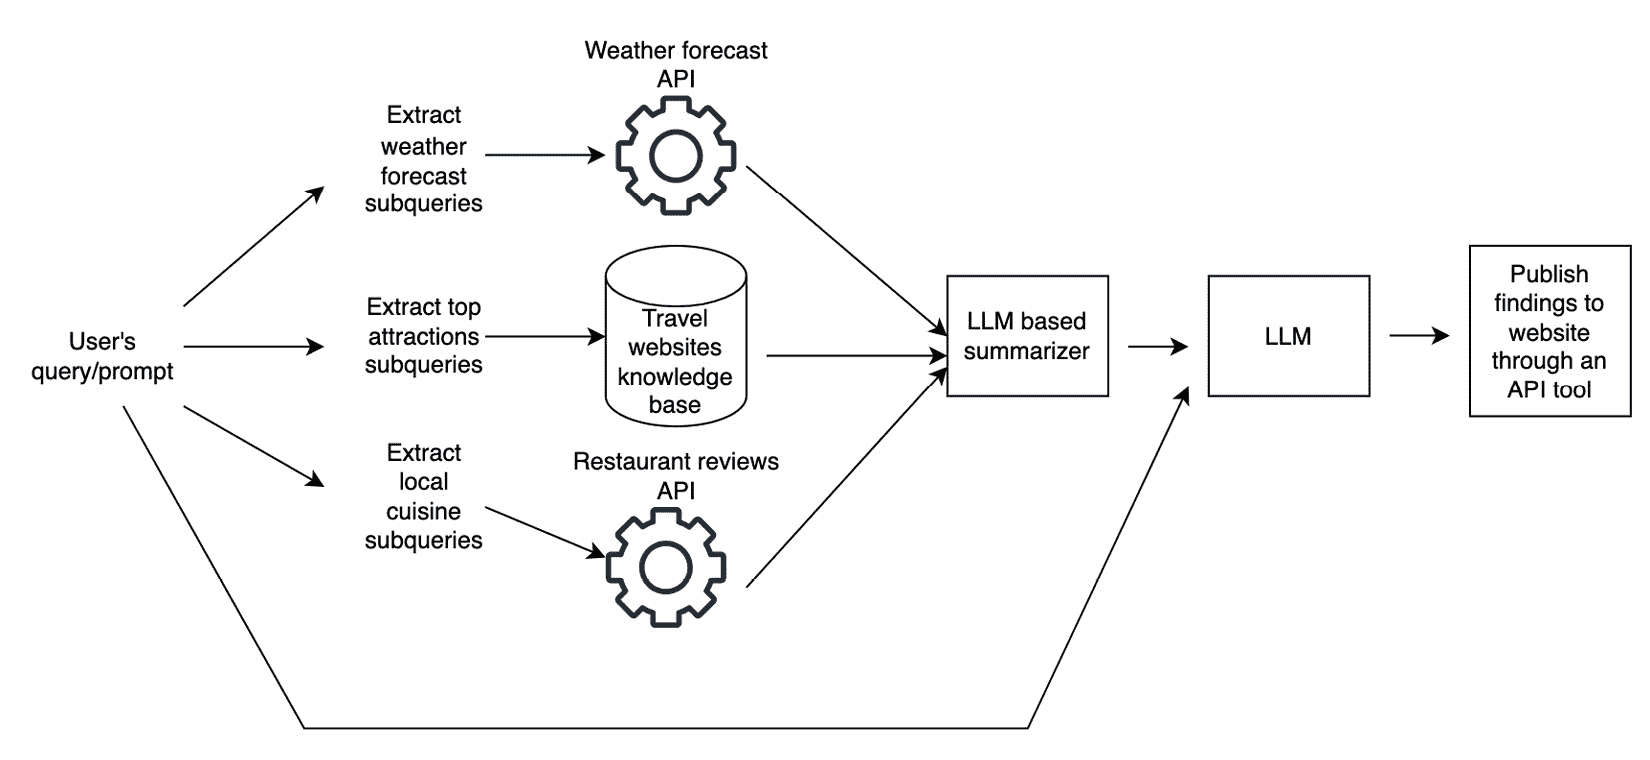 Weather forecast
API
Extract
weather
forecast
subqueries
User's
query/prompt
Extract top
attractions
subqueries
Travel
websites
knowledge
base
Extract
local
cuisine
subqueries
Restaurant reviews
API
LLM based
summarizer
LLM
Publish
findings to
website
through an
API tool